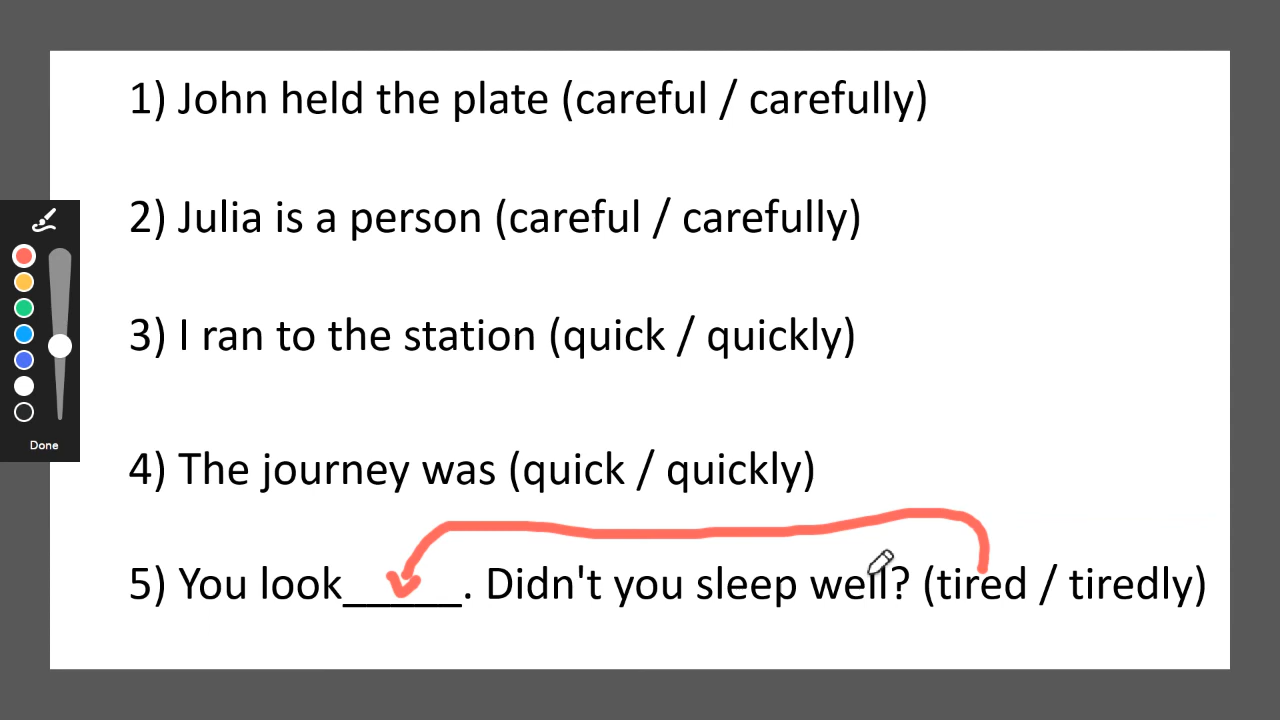 1) John held the plate (careful / carefully)
2) Julia is a person (careful / carefully)
3) I ran to the station (quick / quickly)
4) The journey was (quick / quickly)
Done
5) You look_____. Didn't you sleep well? (tired / tiredly)